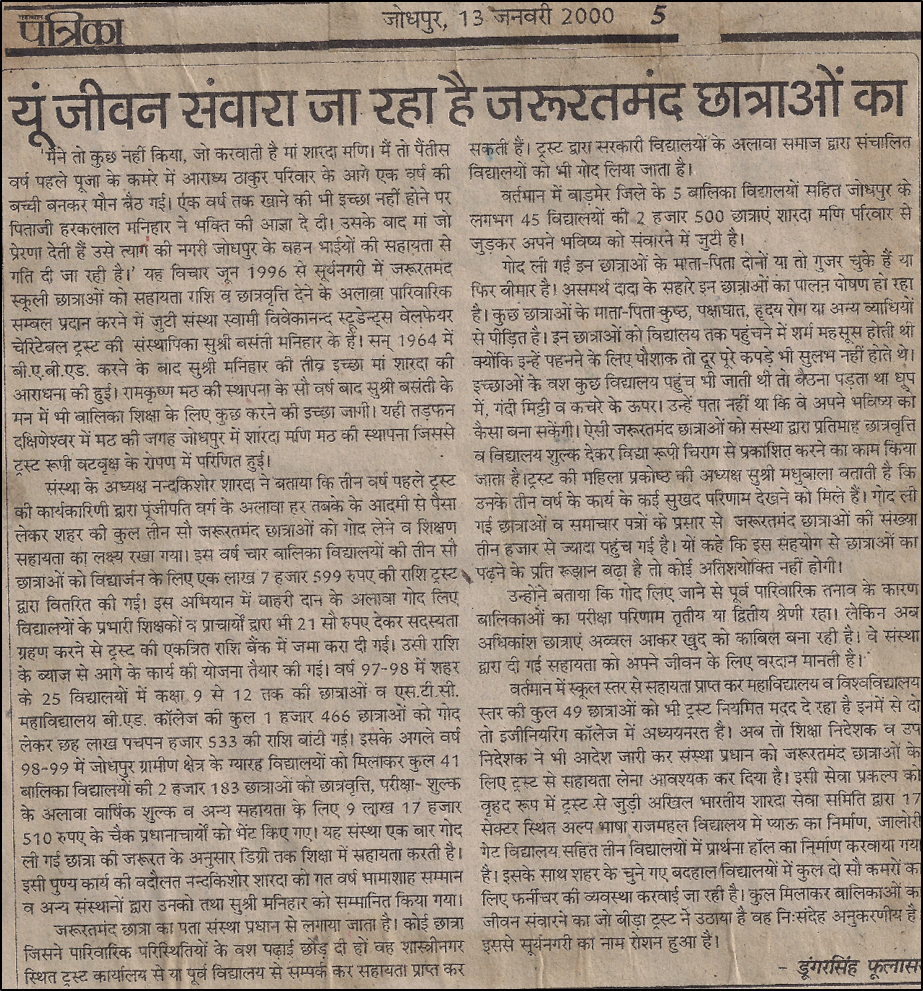 राजस्थान
पत्रिका
जोधपुर, 13 जनवरी 2000 5
यूं जीवन संवारा जा रहा है जरूरतमंद छात्राओं का
'मैंने तो कुछ नहीं किया, जो करवाती है मां शारदा मणि। मैं तो पैंतीस
वर्ष पहले पूजा के कमरे में आराध्य ठाकुर परिवार के आगे एक वर्ष की
बच्ची बनकर मौन बैठ गई। एक वर्ष तक खाने की भी इच्छा नहीं होने पर
पिताजी हरकलाल मनिहार ने भक्ति की आज्ञा दे दी। उसके बाद मां जो
प्रेरणा देती हैं उसे त्याग की नगरी जोधपुर के बहन भाईयों की सहायता से
गति दी जा रही है।' यह विचार जून 1996 से सूर्यनगरी में जरूरतमंद
स्कूली छात्राओं को सहायता राशि व छात्रवृत्ति देने के अलावा पारिवारिक
सम्बल प्रदान करने में जुटी संस्था स्वामी विवेकानन्द स्टूडेन्ट्स वेलफेयर
चेरिटेबल ट्रस्ट की संस्थापिका सुश्री बसंती मनिहार के हैं। सन् 1964 में
बी.ए.बी.एड. करने के बाद सुश्री मनिहार की तीव्र इच्छा मां शारदा की
आराधना की हुई। रामकृष्ण मठ की स्थापना के सौ वर्ष बाद सुश्री बसंती के
मन में भी बालिका शिक्षा के लिए कुछ करने की इच्छा जागी। यही तड़फन
दक्षिणेश्वर में मठ की जगह जोधपुर में शारदा मणि मठ की स्थापना जिससे
ट्रस्ट रूपी वटवृक्ष के रोपण में परिणित हुई।
संस्था के अध्यक्ष नन्दकिशोर शारदा ने बताया कि तीन वर्ष पहले ट्रस्ट
की कार्यकारिणी द्वारा पूंजीपति वर्ग के अलावा हर तबके के आदमी से पैसा
लेकर शहर की कुल तीन सौ जरूरतमंद छात्राओं को गोद लेने व शिक्षण
सहायता का लक्ष्य रखा गया। इस वर्ष चार बालिका विद्यालयों की तीन सौ
छात्राओं को विद्यार्जन के लिए एक लाख 7 हजार 599 रुपए की राशि ट्रस्ट
द्वारा वितरित की गई। इस अभियान में बाहरी दान के अलावा गोद लिए
विद्यालयों के प्रभारी शिक्षकों व प्राचार्यों द्वारा भी 21 सौ रुपए देकर सदस्यता
ग्रहण करने से ट्रस्ट की एकत्रित राशि बैंक में जमा करा दी गई। उसी राशि
के ब्याज से आगे के कार्य की योजना तैयार की गई। वर्ष 97-98 में शहर
के 25 विद्यालयों में कक्षा 9 से 12 तक की छात्राओं व एस.टी.सी.
महाविद्यालय बी.एड. कॉलेज की कुल 1 हजार 466 छात्राओं को गोद
लेकर छह लाख पचपन हजार 533 की राशि बांटी गई। इसके अगले वर्ष
98-99 में जोधपुर ग्रामीण क्षेत्र के ग्यारह विद्यालयों को मिलाकर कुल 41
बालिका विद्यालयों की 2 हजार 183 छात्राओं को छात्रवृत्ति, परीक्षा- शुल्क
के अलावा वार्षिक शुल्क व अन्य सहायता के लिए 9 लाख 17 हजार
510 रुपए के चैक प्रधानाचार्यों को भेंट किए गए। यह संस्था एक बार गोद
ली गई छात्रा की जरूरत के अनुसार डिग्री तक शिक्षा में सहायता करती है।
इसी पुण्य कार्य की बदौलत नन्दकिशोर शारदा को गत वर्ष भामाशाह सम्मान
व अन्य संस्थानों द्वारा उनको तथा सुश्री मनिहार को सम्मानित किया गया।
जरूरतमंद छात्रा का पता संस्था प्रधान से लगाया जाता है। कोई छात्रा
जिसने पारिवारिक परिस्थितियों के वश पढ़ाई छोड़ दी हों वह शास्त्रीनगर
स्थित ट्रस्ट कार्यालय से या पूर्व विद्यालय से सम्पर्क कर सहायता प्राप्त कर
सकती हैं। ट्रस्ट द्वारा सरकारी विद्यालयों के अलावा समाज द्वारा संचालित
विद्यालयों को भी गोद लिया जाता है।
वर्तमान में बाड़मेर जिले के 5 बालिका विद्यालयों सहित जोधपुर के
लगभग 45 विद्यालयों की 2 हजार 500 छात्राएं शारदा मणि परिवार से
जुड़कर अपने भविष्य को संवारने में जुटी है।
गोद ली गई इन छात्राओं के माता-पिता दोनों या तो गुजर चुके हैं या
फिर बीमार है। असमर्थ दादा के सहारे इन छात्राओं का पालन पोषण हो रहा
है। कुछ छात्राओं के माता-पिता कुष्ठ, पक्षाघात, हृदय रोग या अन्य ब्याधियों
से पीड़ित है। इन छात्राओं को विद्यालय तक पहुंचने में शर्म महसूस होती थी
क्योंकि इन्हें पहनने के लिए पौशाक तो दूर पूरे कपड़े भी सुलभ नहीं होते थे।
इच्छाओं के वश कुछ विद्यालय पहुंच भी जाती थी तो बैठना पड़ता था धूप
में, गंदी मिट्टी व कचरे के ऊपर। उन्हें पता नहीं था कि वे अपने भविष्य को
कैसा बना सकेंगी। ऐसी जरूरतमंद छात्राओं को संस्था द्वारा प्रतिमाह छात्रवृत्ति
व विद्यालय शुल्क देकर विद्या रूपी चिराग से प्रकाशित करने का काम किया
जाता है।ट्रस्ट की महिला प्रकोष्ठ की अध्यक्ष सुश्री मधुबाला बताती है कि
उनके तीन वर्ष के कार्य के कई सुखद परिणाम देखने को मिले हैं। गोद ली
गई छात्राओं व समाचार पत्रों के प्रसार से जरूरतमंद छात्राओं की संख्या
तीन हजार से ज्यादा पहुंच गई है। यों कहे कि इस सहयोग से छात्राओं का
पढ़ने के प्रति रूझान बढा है तो कोई अतिशयोक्ति नहीं होगी।
उन्होंने बताया कि गोद लिए जाने से पूर्व पारिवारिक तनाव के कारण
बालिकाओं का परीक्षा परिणाम तृतीय या द्वितीय श्रेणी रहा। लेकिन अब
अधिकांश छात्राएं अव्वल आकर खुद को काबिल बना रही है। वे संस्था
द्वारा दी गई सहायता को अपने जीवन के लिए वरदान मानती है।
वर्तमान में स्कूल स्तर से सहायता प्राप्त कर महाविद्यालय व विश्वविद्यालय
स्तर की कुल 49 छात्राओं को भी ट्रस्ट नियमित मदद दे रहा है इनमें से दो
तो इंजीनियरिंग कॉलेज में अध्ययनरत है। अब तो शिक्षा निदेशक व उप
निदेशक ने भी आदेश जारी कर संस्था प्रधान को जरूरतमंद छात्राओं के
लिए ट्रस्ट से सहायता लेना आवश्यक कर दिया है। इसी सेवा प्रकल्प को
वृहद रूप में ट्रस्ट से जुड़ी अखिल भारतीय शारदा सेवा समिति द्वारा 17
सेक्टर स्थित अल्प भाषा राजमहल विद्यालय में प्याऊ का निर्माण, जालोरी
गेट विद्यालय सहित तीन विद्यालयों में प्रार्थना हॉल का निर्माण करवाया गया
है। इसके साथ शहर के चुने गए बदहाल विद्यालयों में कुल दो सौ कमरों के
लिए फर्नीचर की व्यवस्था करवाई जा रही है। कुल मिलाकर बालिकाओं के
जीवन संवारने का जो बीड़ा ट्रस्ट ने उठाया है वह निःसंदेह अनुकरणीय है
इससे सूर्यनगरी का नाम रोशन हुआ है।
- डूंगरसिंह फूलास